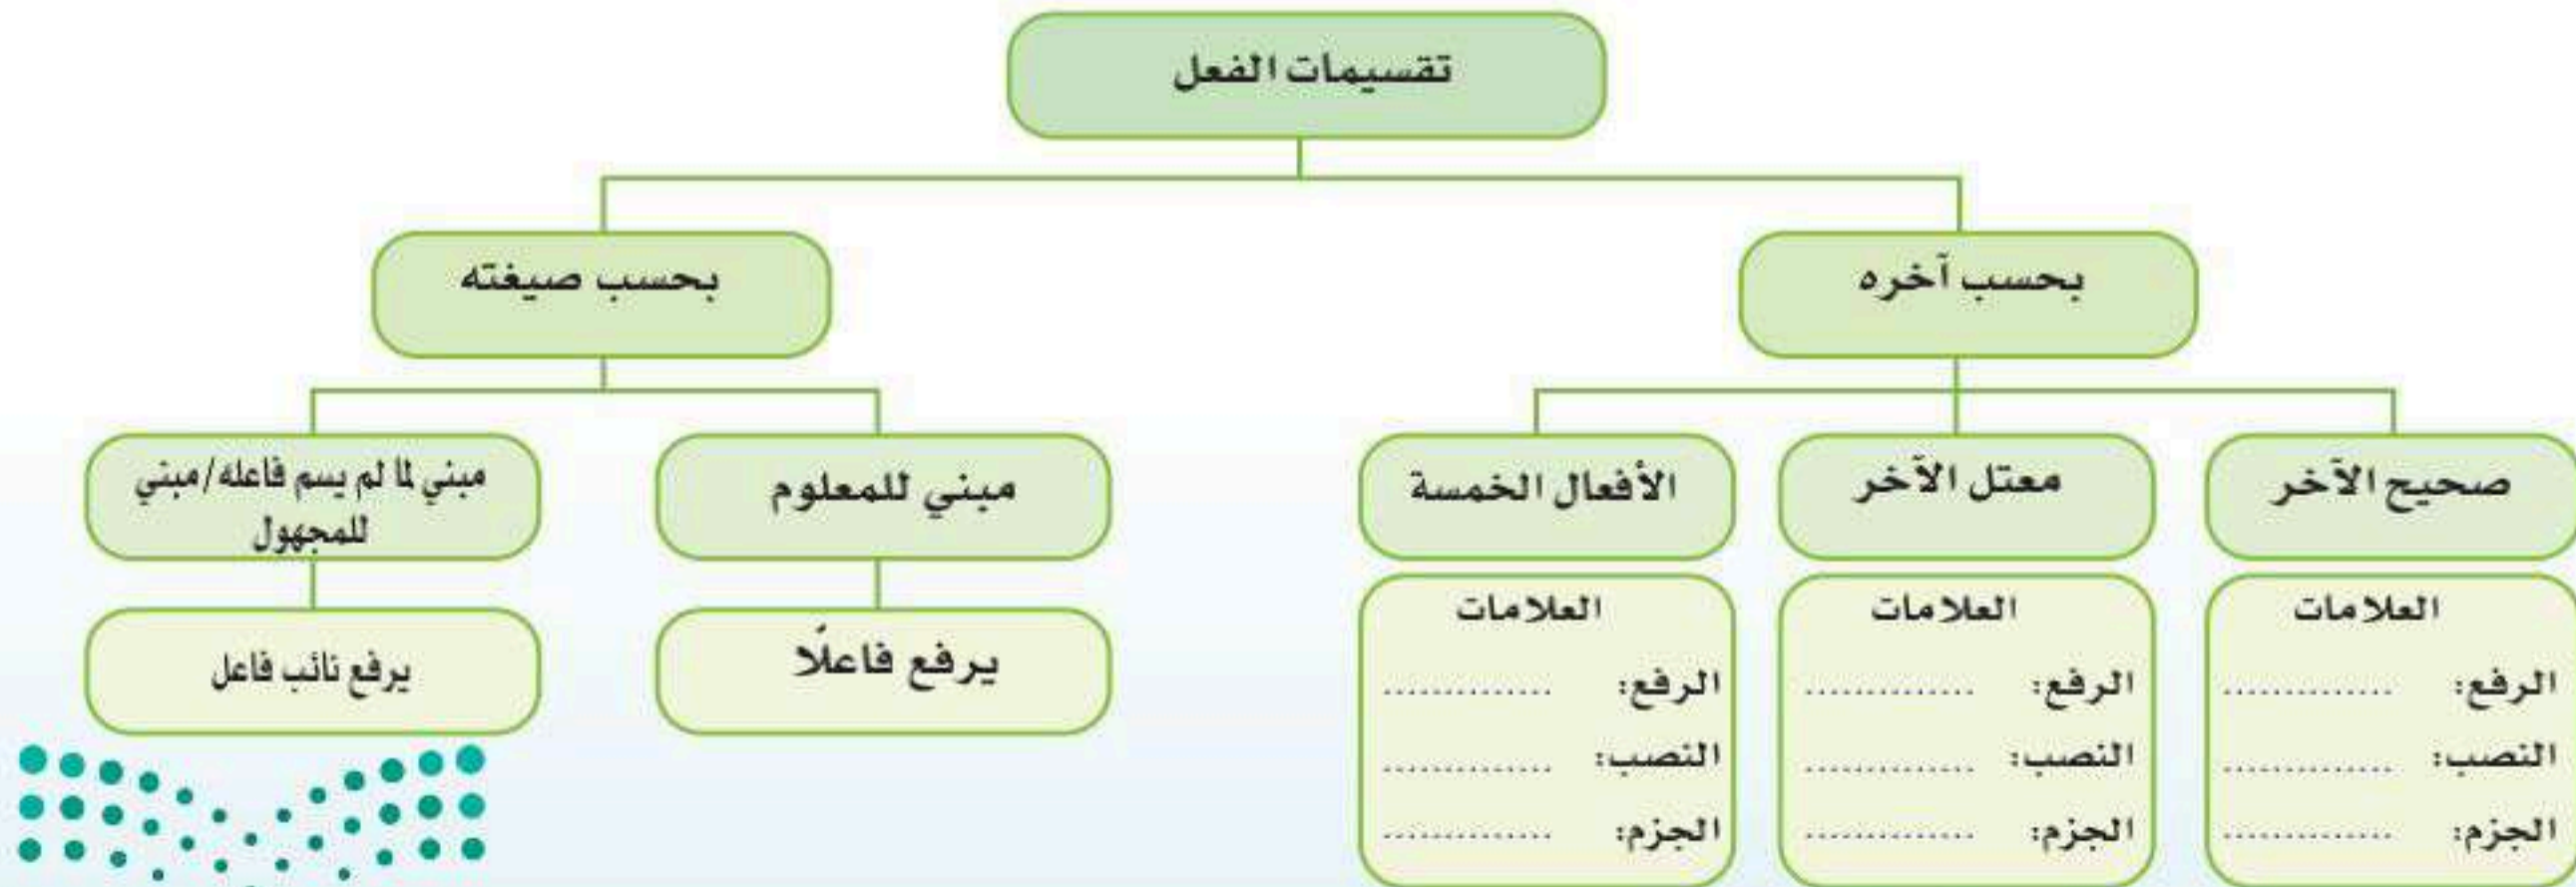 تقسيمات الفعل
بحسب آخره
بحسب صيغته
صحيح الآخر
معتل الآخر
الأفعال الخمسة
مبني للمعلوم
مبني لما لم يسم فاعله/مبني
للمجهول
العلامات
الرفع: ..............
النصب: ..............
الجزم: ..............
العلامات
الرفع: ..............
النصب: ..............
الجزم: ..............
العلامات
الرفع: ..............
النصب: ..............
الجزم: ..............
يرفع فاعلًا
يرفع نائب فاعل